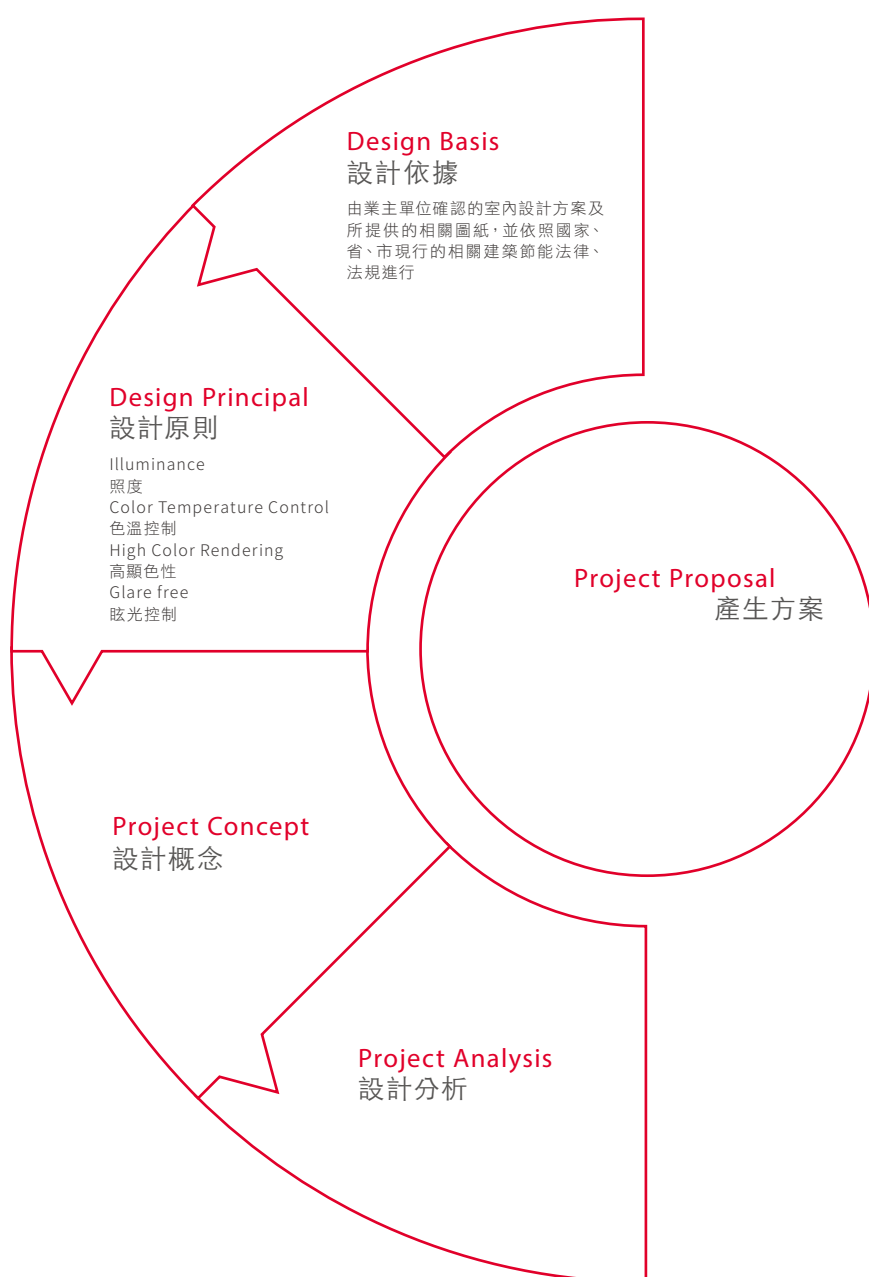 Design Basis
設計依據
由業主單位確認的室內設計方案及
所提供的相關圖紙，並依照國家、
省、市現行的相關建築節能法律、
法規進行
Design Principal
設計原則
Illuminance
照度
Color Temperature Control
色溫控制
High Color Rendering
高顯色性
Glare free
眩光控制
Project Proposal
產生方案
Project Concept
設計概念
Project Analysis
設計分析